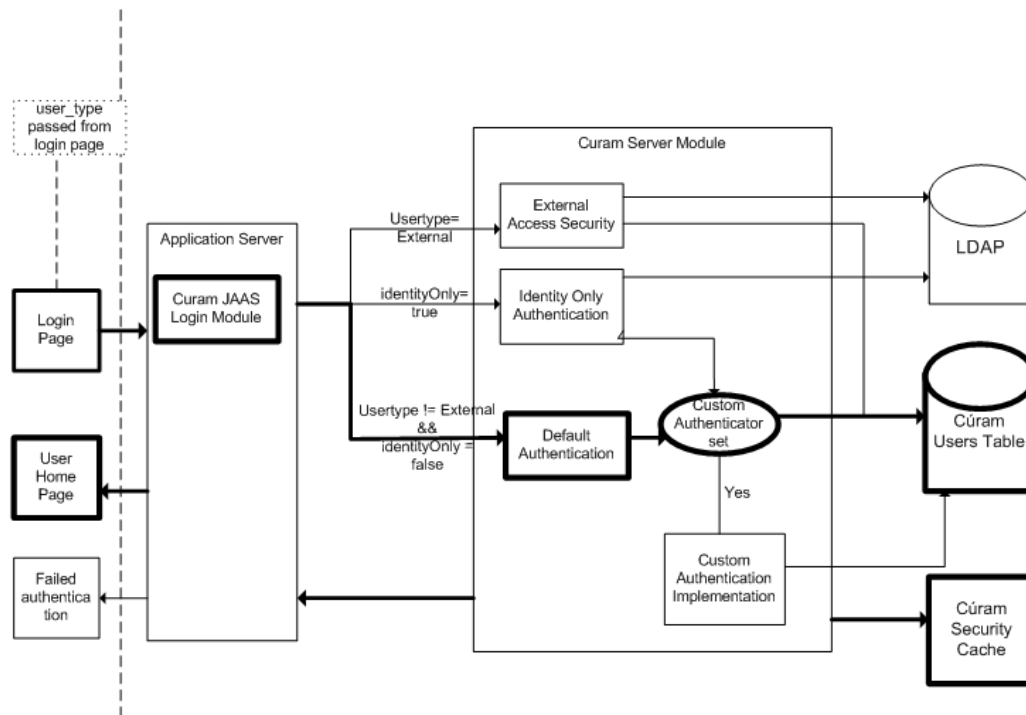 user_type
passed from
login page
Curam Server Module
Usertype=
External
External
Access Security
LDAP
Application Server
Curam JAAS
Login Module
identityOnly=
true
Identity Only
Authentication
Login
Page
Usertype != External
&&
identityOnly =
false
Default
Authentication
Custom
Authenticator
set
Cúram
Users Table
User
Home
Page
Yes
Failed
authentica
tion
Custom
Authentication
Implementation
Cúram
Security
Cache